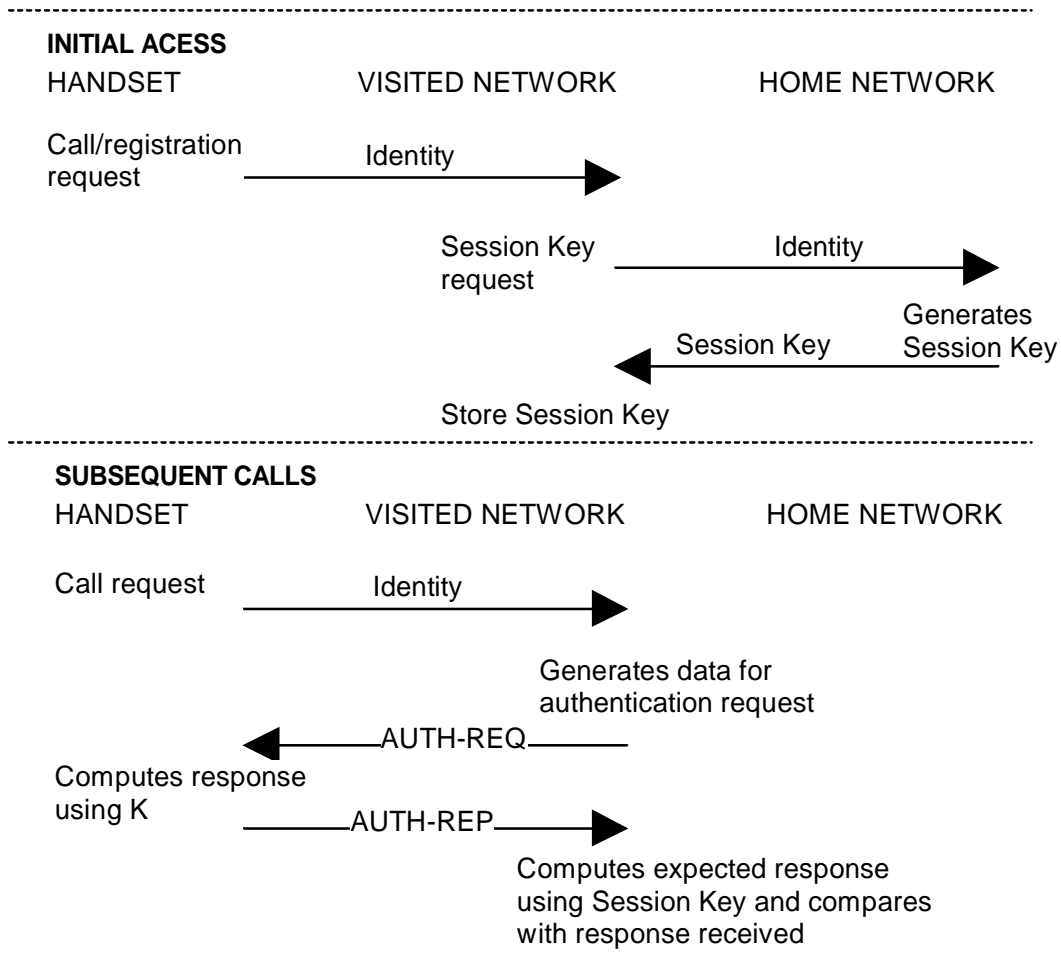 INITIAL ACESS
HANDSET VISITED NETWORK HOME NETWORK
Call/registration
request
Identity
Session Key
request
Identity
Generates
Session Key
Session Key
Store Session Key
SUBSEQUENT CALLS
HANDSET VISITED NETWORK HOME NETWORK
Call request
Identity
Generates data for
authentication request
AUTH-REQ
Computes response
using K
AUTH-REP
Computes expected response
using Session Key and compares
with response received